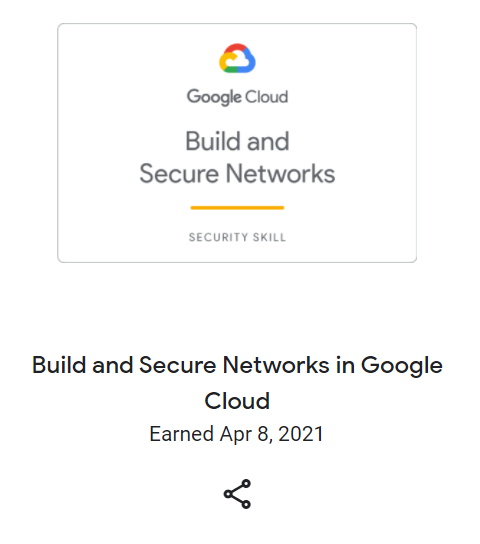 Google Cloud
Build and
Secure Networks
SECURITY SKILL
Build and Secure Networks in Google
Cloud
Earned Apr 8, 2021